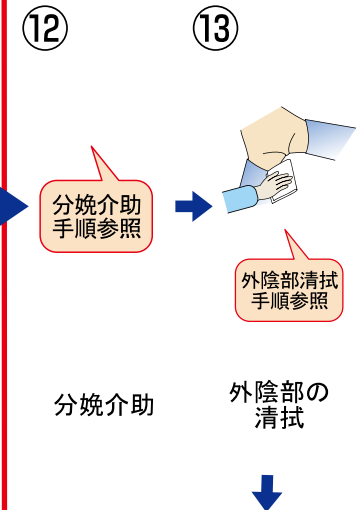 ⑫
⑬
分娩介助
手順参照
外陰部清拭
手順参照
分娩介助
外陰部の
清拭